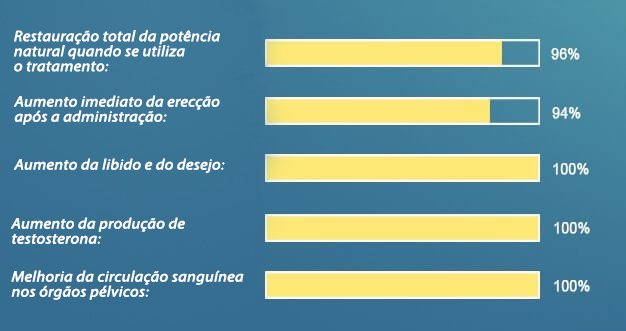 Restauração total da potência
natural quando se utiliza
o tratamento:
96%
Aumento imediato da erecção
após a administração:
94%
Aumento da libido e do desejo:
100%
Aumento da produção de
testosterona:
100%
Melhoria da circulação sanguínea
nos órgãos pélvicos:
100%